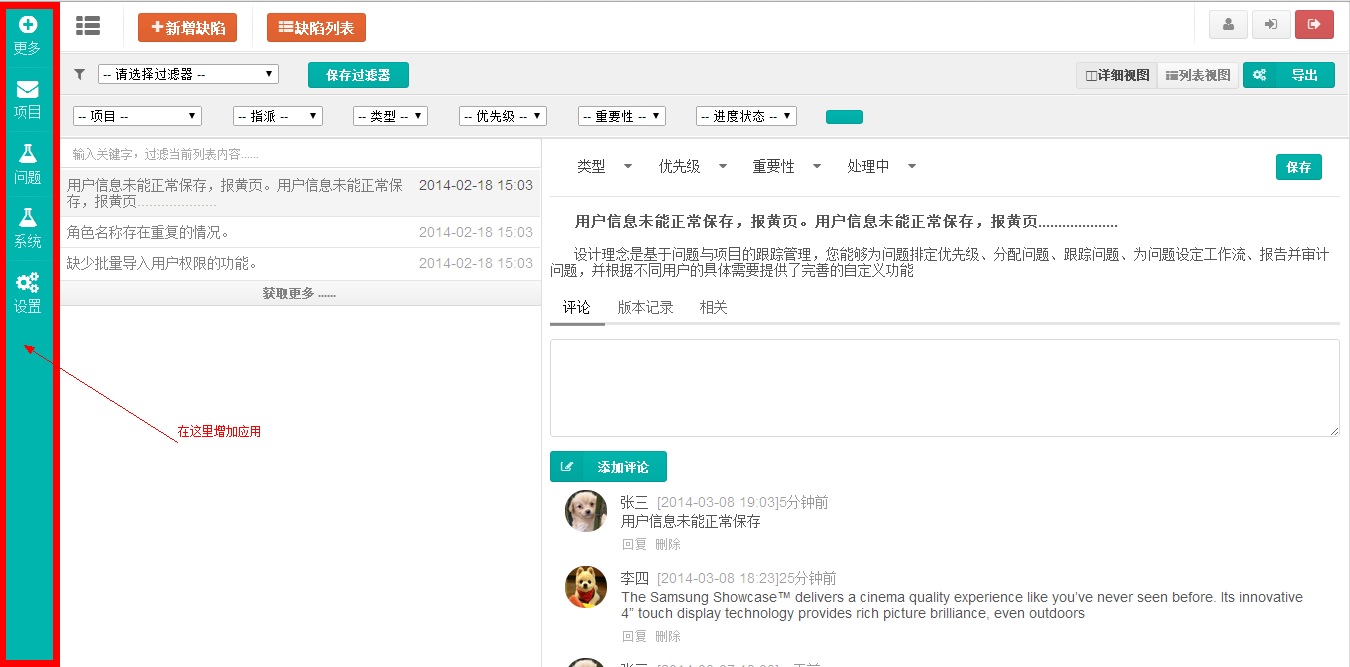 更多
项目
问题
系统
设置
新增缺陷
缺陷列表
-- 请选择过滤器 --
保存过滤器
详细视图
列表视图
导出
-- 项目 --
-- 指派 --
-- 类型 --
-- 优先级 --
-- 重要性 --
-- 进度状态 --
输入关键字，过滤当前列表内容......
用户信息未能正常保存，报黄页。用户信息未能正常保
存，报黄页....................
2014-02-18 15:03
角色名称存在重复的情况。
2014-02-18 15:03
缺少批量导入用户权限的功能。
2014-02-18 15:03
获取更多 ......
在这里增加应用
类型
优先级
重要性
处理中
保存
用户信息未能正常保存，报黄页。用户信息未能正常保存，报黄页....................
设计理念是基于问题与项目的跟踪管理，您能够为问题排定优先级、分配问题、跟踪问题、为问题设定工作流、报告并审计
问题，并根据不同用户的具体需要提供了完善的自定义功能
评论
版本记录
相关
添加评论
张三 [2014-03-08 19:03]5分钟前
用户信息未能正常保存
回复 删除
李四 [2014-03-08 18:23]25分钟前
The Samsung Showcase™ delivers a cinema quality experience like you’ve never seen before. Its innovative
4” touch display technology provides rich picture brilliance, even outdoors
回复 删除